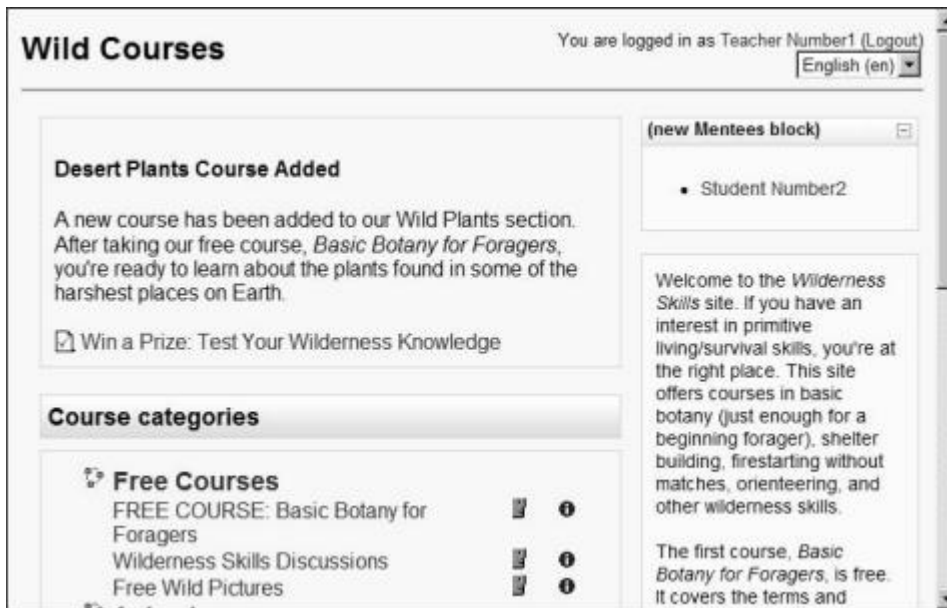 Wild Courses
You are logged in as Teacher Number1 (Logout)
English (en)
Desert Plants Course Added
A new course has been added to our Wild Plants section.
After taking our free course, Basic Botany for Foragers,
you're ready to learn about the plants found in some of the
harshest places on Earth.
Win a Prize: Test Your Wilderness Knowledge
Course categories
Free Courses
FREE COURSE: Basic Botany for
Foragers
Wilderness Skills Discussions
Free Wild Pictures
(new Mentees block)
Student Number2
Welcome to the Wilderness
Skills site. If you have an
interest in primitive
living/survival skills, you're at
the right place. This site
offers courses in basic
botany (just enough for a
beginning forager), shelter
building, firestarting without
matches, orienteering, and
other wilderness skills.
The first course, Basic
Botany for Foragers, is free.
It covers the terms and